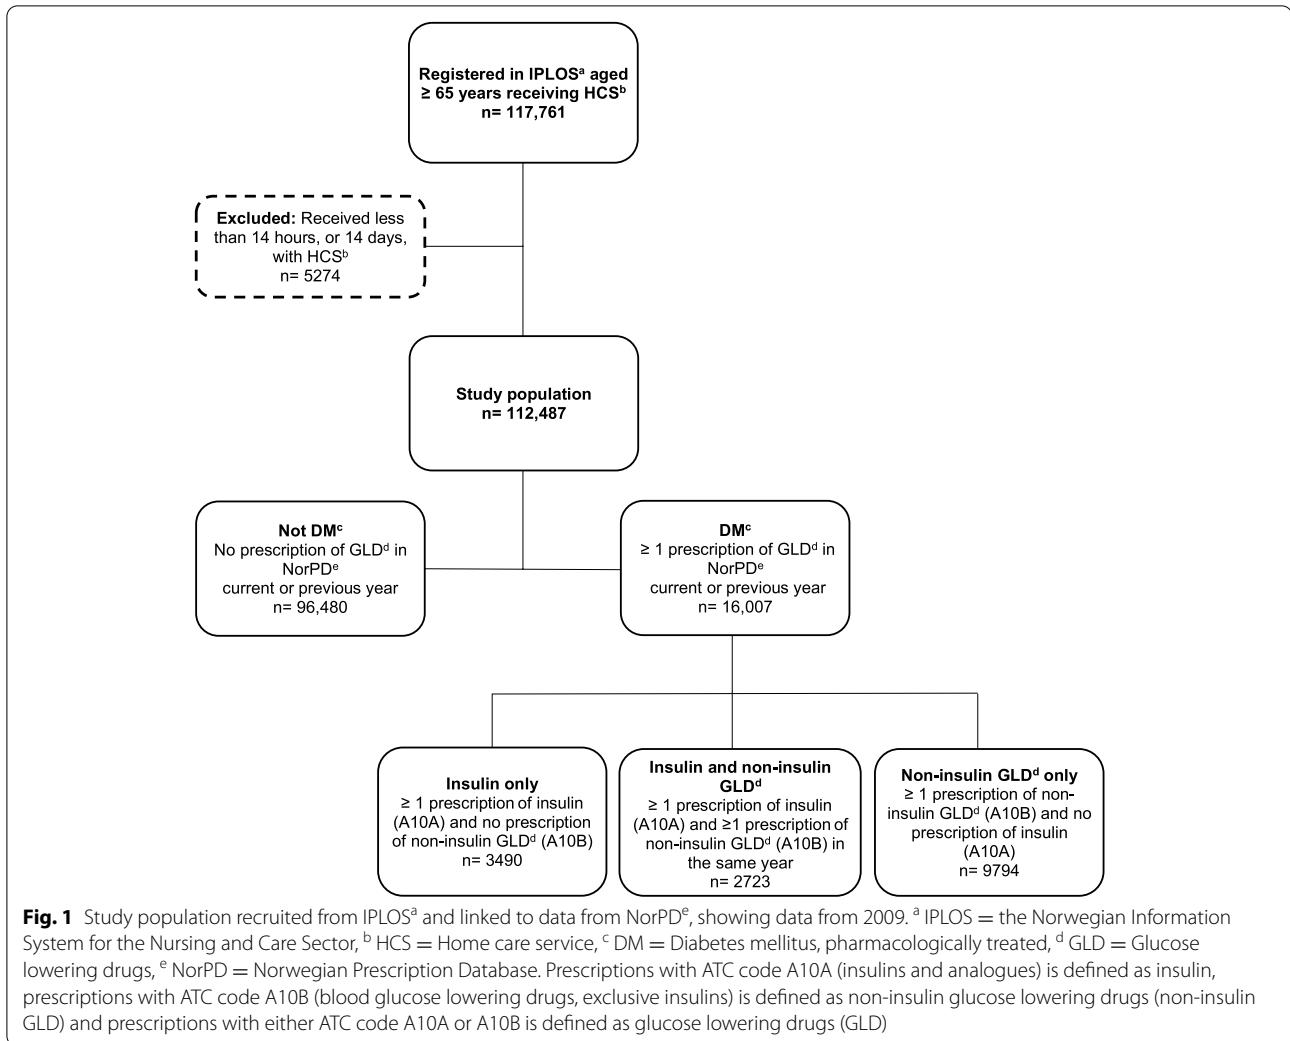 Registered in IPLOSᵃ aged
≥ 65 years receiving HCSᵇ
n= 117,761
Excluded: Received less
than 14 hours, or 14 days,
with HCSᵇ
n= 5274
Study population
n= 112,487
Not DMᶜ
No prescription of GLDᵈ in
NorPDᵉ
current or previous year
n= 96,480
DMᶜ
≥ 1 prescription of GLDᵈ in
NorPDᵉ
current or previous year
n= 16,007
Insulin only
≥ 1 prescription of insulin
(A10A) and no prescription
of non-insulin GLDᵈ (A10B)
n= 3490
Insulin and non-insulin
GLDᵈ
≥ 1 prescription of insulin
(A10A) and ≥1 prescription of
non-insulin GLDᵈ (A10B) in
the same year
n= 2723
Non-insulin GLDᵈ only
≥ 1 prescription of non-
insulin GLDᵈ (A10B) and no
prescription of insulin
(A10A)
n= 9794
Fig. 1 Study population recruited from IPLOSᵃ and linked to data from NorPDᵉ, showing data from 2009. ᵃ IPLOS = the Norwegian Information
System for the Nursing and Care Sector, ᵇ HCS = Home care service, ᶜ DM = Diabetes mellitus, pharmacologically treated, ᵈ GLD = Glucose
lowering drugs, ᵉ NorPD = Norwegian Prescription Database. Prescriptions with ATC code A10A (insulins and analogues) is defined as insulin,
prescriptions with ATC code A10B (blood glucose lowering drugs, exclusive insulins) is defined as non-insulin glucose lowering drugs (non-insulin
GLD) and prescriptions with either ATC code A10A or A10B is defined as glucose lowering drugs (GLD)